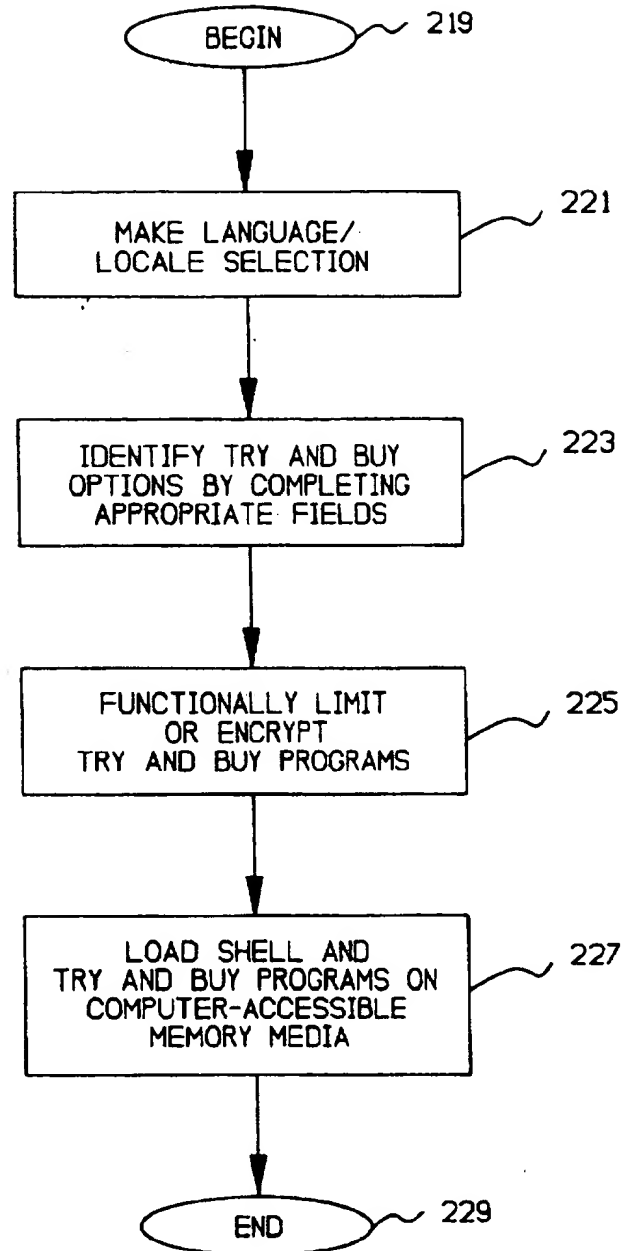 BEGIN
219
MAKE LANGUAGE/
LOCALE SELECTION
221
IDENTIFY TRY AND BUY
OPTIONS BY COMPLETING
APPROPRIATE FIELDS
223
FUNCTIONALLY LIMIT
OR ENCRYPT
TRY AND BUY PROGRAMS
225
LOAD SHELL AND
TRY AND BUY PROGRAMS ON
COMPUTER-ACCESSIBLE
MEMORY MEDIA
227
END
229